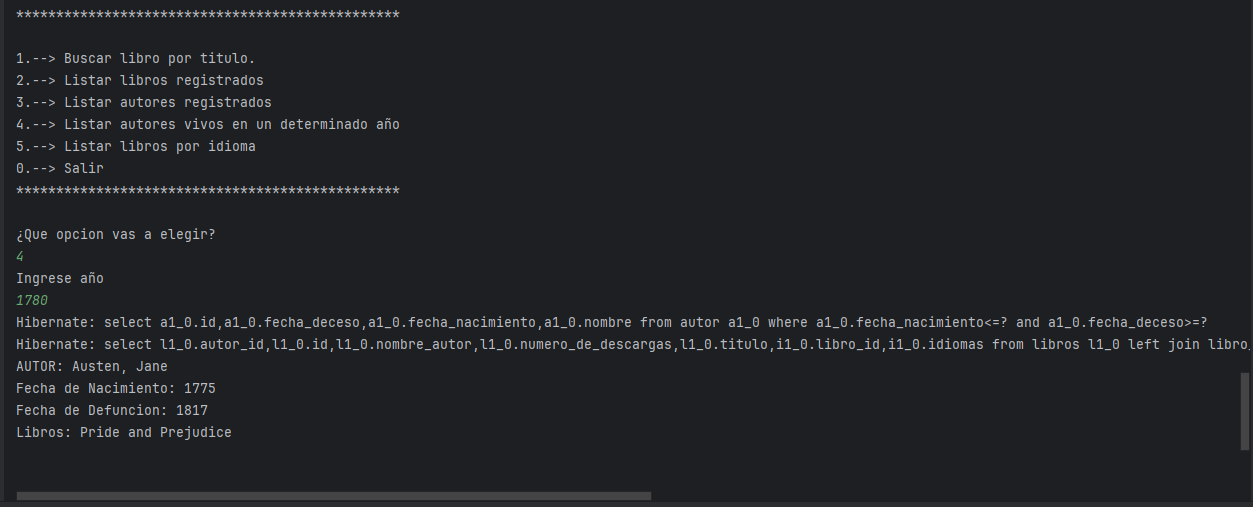 ************************************************
1.--> Buscar libro por titulo.
2.--> Listar libros registrados
3.--> Listar autores registrados
4.--> Listar autores vivos en un determinado año
5.--> Listar libros por idioma
0.--> Salir
************************************************
¿Que opcion vas a elegir?
4
Ingrese año
1780
Hibernate: select a1_0.id,a1_0.fecha_deceso,a1_0.fecha_nacimiento,a1_0.nombre from autor a1_0 where a1_0.fecha_nacimiento<=? and a1_0.fecha_deceso>=?
Hibernate: select l1_0.autor_id,l1_0.id,l1_0.nombre_autor,l1_0.numero_de_descargas,l1_0.titulo,i1_0.libro_id,i1_0.idiomas from libros l1_0 left join libro_
AUTOR: Austen, Jane
Fecha de Nacimiento: 1775
Fecha de Defuncion: 1817
Libros: Pride and Prejudice